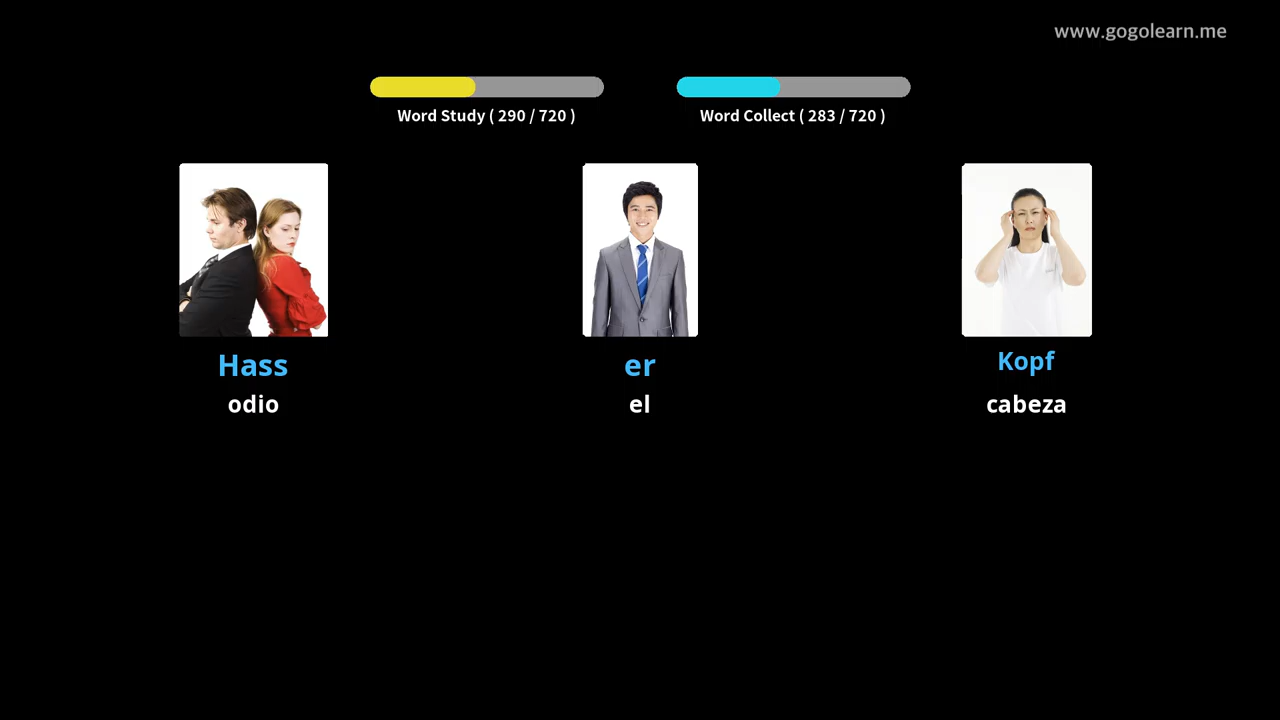 www.gogolearn.me
Word Study ( 290 / 720 )
Word Collect ( 283 / 720 )
Hass
er
Kopf
odio
el
cabeza